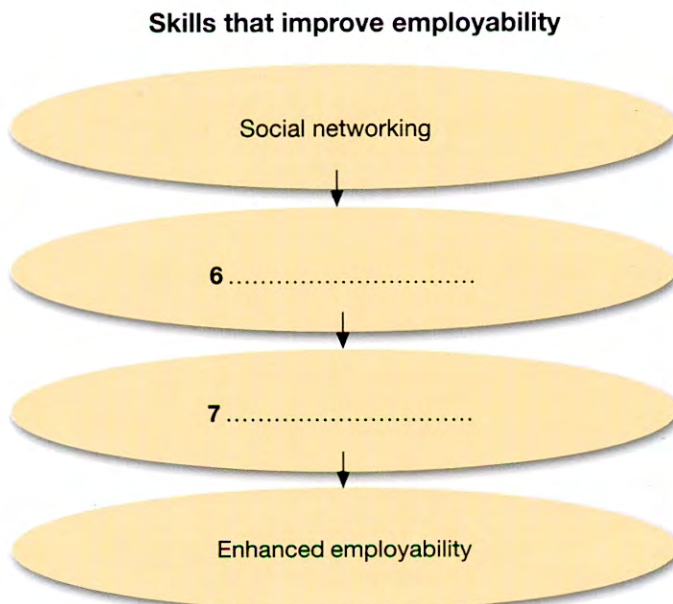 Skills that improve employability
Social networking
6 ..............................
7 ..............................
Enhanced employability